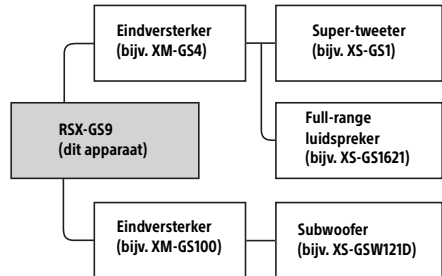 Eindversterker
(bijv. XM-GS4)
Super-tweeter
(bijv. XS-GS1)
RSX-GS9
(dit apparaat)
Full-range
luidspreker
(bijv. XS-GS1621)
Eindversterker
(bijv. XM-GS100)
Subwoofer
(bijv. XS-GSW121D)